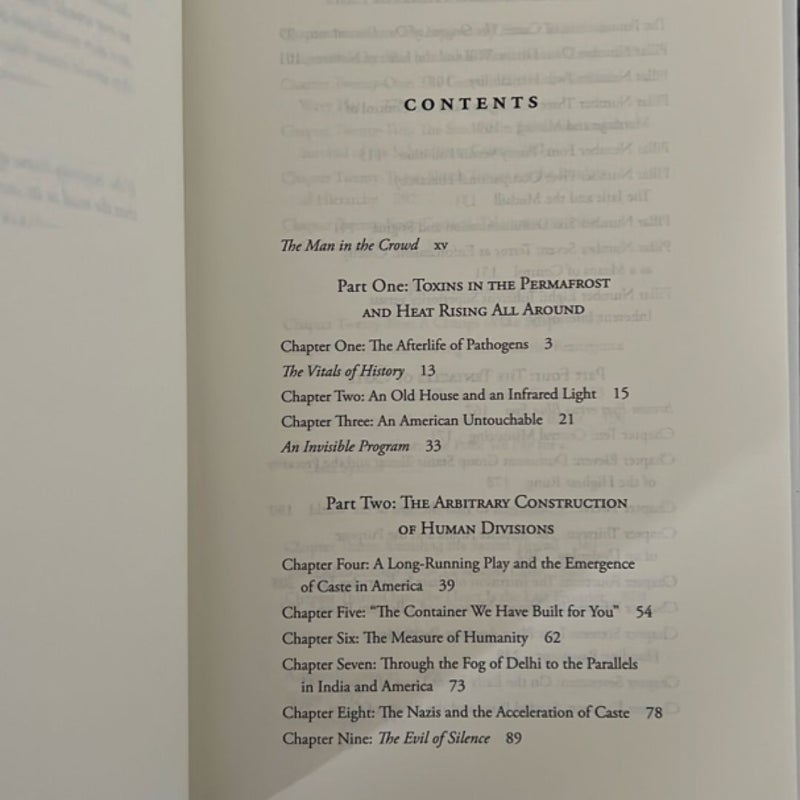 CONTENTS
The Man in the Crowd xv
Part One: Toxins in the Permafrost
and Heat Rising All Around
Chapter One: The Afterlife of Pathogens 3
The Vitals of History 13
Chapter Two: An Old House and an Infrared Light 15
Chapter Three: An American Untouchable 21
An Invisible Program 33
Part Two: The Arbitrary Construction
of Human Divisions
Chapter Four: A Long-Running Play and the Emergence
of Caste in America 39
Chapter Five: “The Container We Have Built for You” 54
Chapter Six: The Measure of Humanity 62
Chapter Seven: Through the Fog of Delhi to the Parallels
in India and America 73
Chapter Eight: The Nazis and the Acceleration of Caste 78
Chapter Nine: The Evil of Silence 89